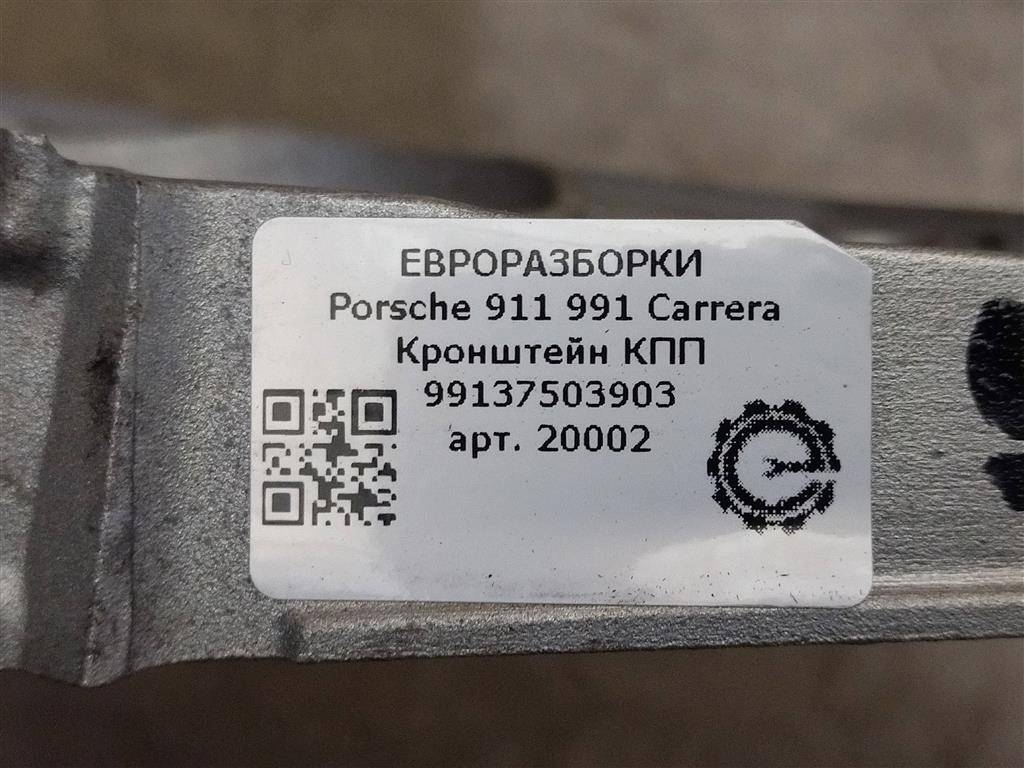 ЕВРОРАЗБОРКИ
Porsche 911 991 Carrera
Кронштейн КПП
99137503903
арт. 20002